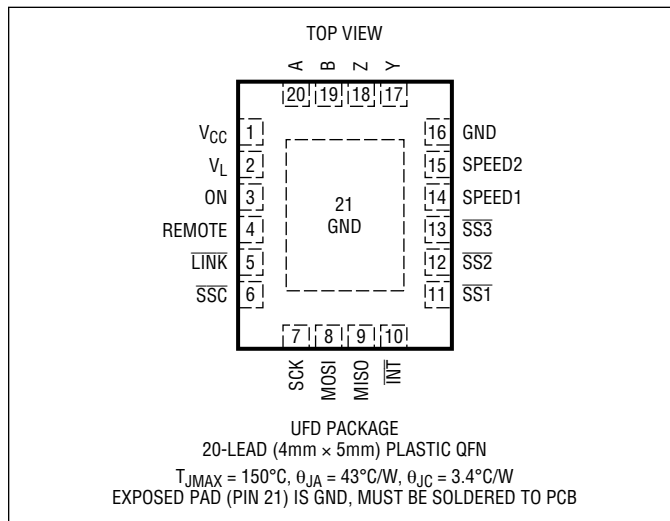 TOP VIEW
A B Z Y
20 19 18 17
VCC 1 16 GND
VL 2 15 SPEED2
ON 3 14 SPEED1
REMOTE 4 13 SS3
LINK 5 12 SS2
SSC 6 11 SS1
21
GND
7 8 9 10
SCK MOSI MISO INT
UFD PACKAGE
20-LEAD (4mm × 5mm) PLASTIC QFN
TJMAX = 150°C, θJA = 43°C/W, θJC = 3.4°C/W
EXPOSED PAD (PIN 21) IS GND, MUST BE SOLDERED TO PCB